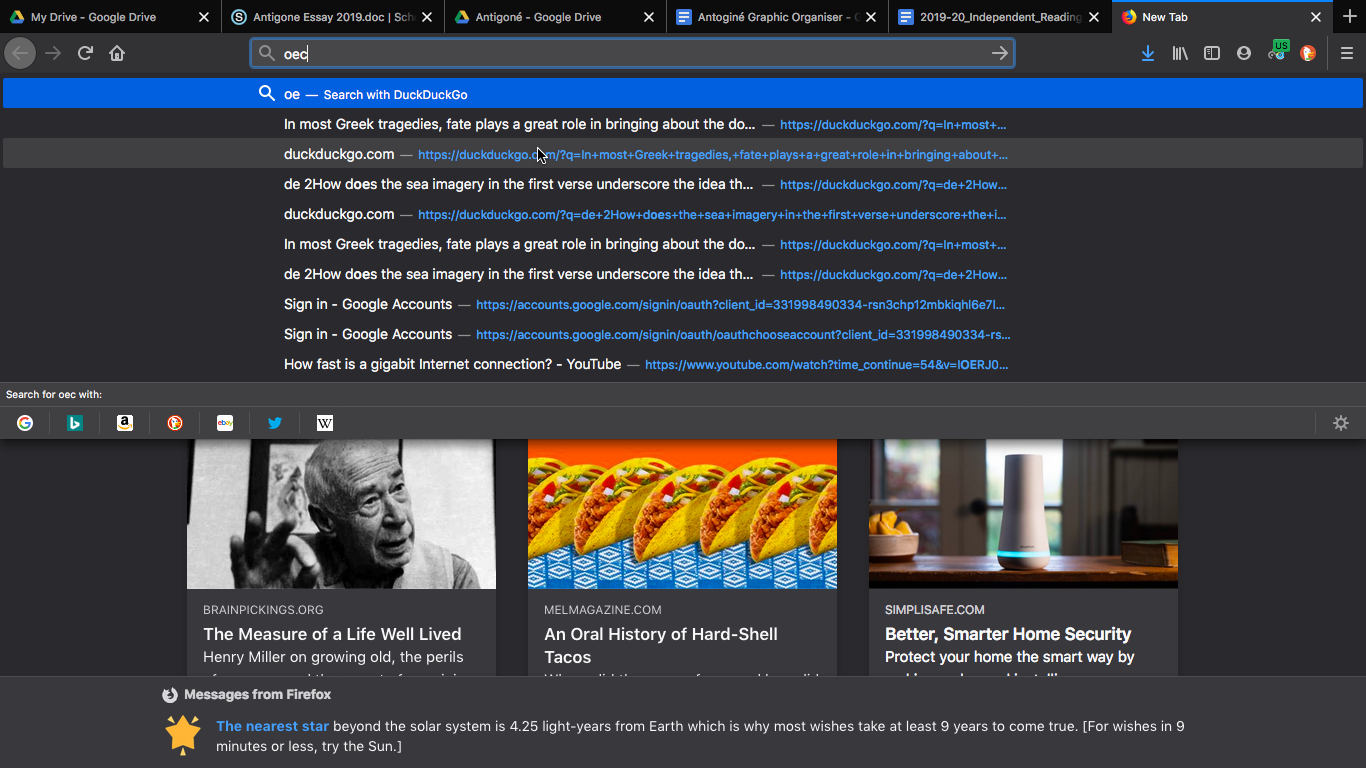 My Drive - Google Drive
Antigone Essay 2019.doc | Sch
Antigoné - Google Drive
Antoginé Graphic Organiser -
2019-20_Independent_Reading
New Tab
oec
US
oe — Search with DuckDuckGo
In most Greek tragedies, fate plays a great role in bringing about the do... — https://duckduckgo.com/?q=In+most+...
duckduckgo.com — https://duckduckgo.com/?q=In+most+Greek+tragedies,+fate+plays+a+great+role+in+bringing+about+...
de 2How does the sea imagery in the first verse underscore the idea th... — https://duckduckgo.com/?q=de+2How...
duckduckgo.com — https://duckduckgo.com/?q=de+2How+does+the+sea+imagery+in+the+first+verse+underscore+the+i...
In most Greek tragedies, fate plays a great role in bringing about the do... — https://duckduckgo.com/?q=In+most+...
de 2How does the sea imagery in the first verse underscore the idea th... — https://duckduckgo.com/?q=de+2How...
Sign in - Google Accounts — https://accounts.google.com/signin/oauth?client_id=331998490334-rsn3chp12mbkiqhl6e7l...
Sign in - Google Accounts — https://accounts.google.com/signin/oauth/oauthchooseaccount?client_id=331998490334-rs...
How fast is a gigabit Internet connection? - YouTube — https://www.youtube.com/watch?time_continue=54&v=lOERJ0...
Search for oec with:
G b a ebay W
BRAINPICKINGS.ORG
The Measure of a Life Well Lived
Henry Miller on growing old, the perils
MELMAGAZINE.COM
An Oral History of Hard-Shell
Tacos
SIMPLISAFE.COM
Better, Smarter Home Security
Protect your home the smart way by
Messages from Firefox
The nearest star beyond the solar system is 4.25 light-years from Earth which is why most wishes take at least 9 years to come true. [For wishes in 9
minutes or less, try the Sun.]